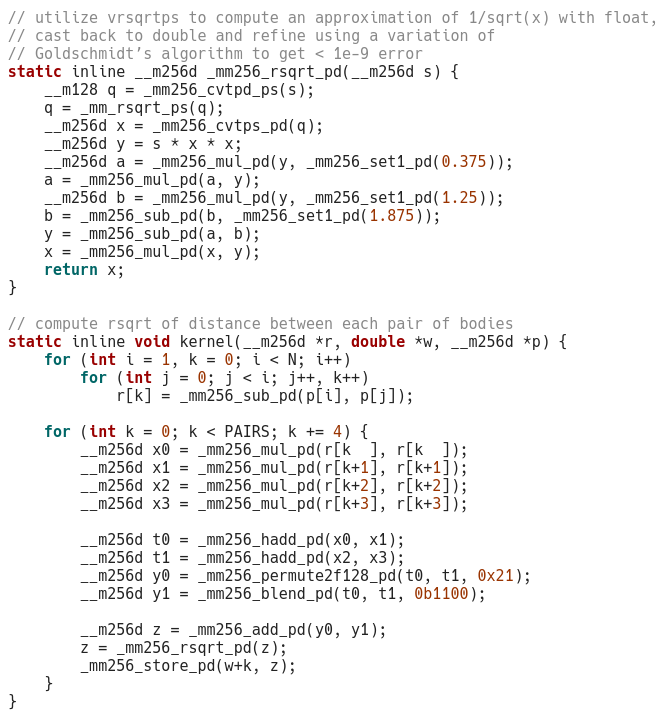 // utilize vrsqrtps to compute an approximation of 1/sqrt(x) with float,
// cast back to double and refine using a variation of
// Goldschmidt’s algorithm to get < 1e-9 error
static inline __m256d _mm256_rsqrt_pd(__m256d s) {
    __m128 q = _mm256_cvtpd_ps(s);
    q = _mm_rsqrt_ps(q);
    __m256d x = _mm256_cvtps_pd(q);
    __m256d y = s * x * x;
    __m256d a = _mm256_mul_pd(y, _mm256_set1_pd(0.375));
    a = _mm256_mul_pd(a, y);
    __m256d b = _mm256_mul_pd(y, _mm256_set1_pd(1.25));
    b = _mm256_sub_pd(b, _mm256_set1_pd(1.875));
    y = _mm256_sub_pd(a, b);
    x = _mm256_mul_pd(x, y);
    return x;
}

// compute rsqrt of distance between each pair of bodies
static inline void kernel(__m256d *r, double *w, __m256d *p) {
    for (int i = 1, k = 0; i < N; i++)
        for (int j = 0; j < i; j++, k++)
            r[k] = _mm256_sub_pd(p[i], p[j]);

    for (int k = 0; k < PAIRS; k += 4) {
        __m256d x0 = _mm256_mul_pd(r[k  ], r[k  ]);
        __m256d x1 = _mm256_mul_pd(r[k+1], r[k+1]);
        __m256d x2 = _mm256_mul_pd(r[k+2], r[k+2]);
        __m256d x3 = _mm256_mul_pd(r[k+3], r[k+3]);

        __m256d t0 = _mm256_hadd_pd(x0, x1);
        __m256d t1 = _mm256_hadd_pd(x2, x3);
        __m256d y0 = _mm256_permute2f128_pd(t0, t1, 0x21);
        __m256d y1 = _mm256_blend_pd(t0, t1, 0b1100);

        __m256d z = _mm256_add_pd(y0, y1);
        z = _mm256_rsqrt_pd(z);
        _mm256_store_pd(w+k, z);
    }
}